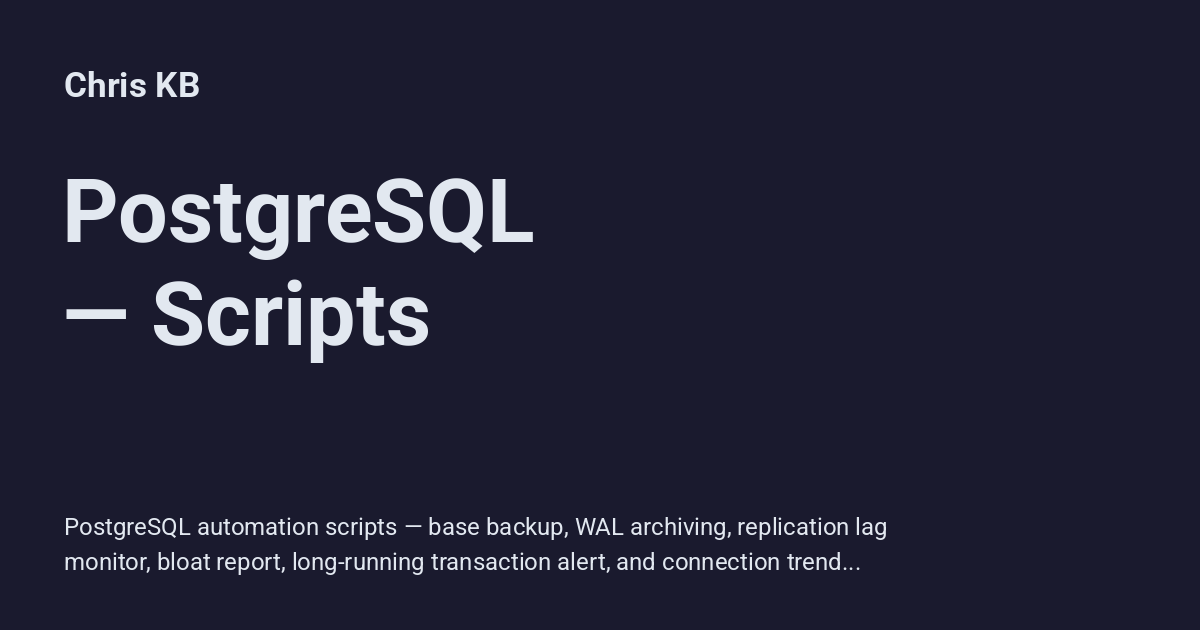 Chris KB
PostgreSQL
— Scripts
PostgreSQL automation scripts — base backup, WAL archiving, replication lag
monitor, bloat report, long-running transaction alert, and connection trend...